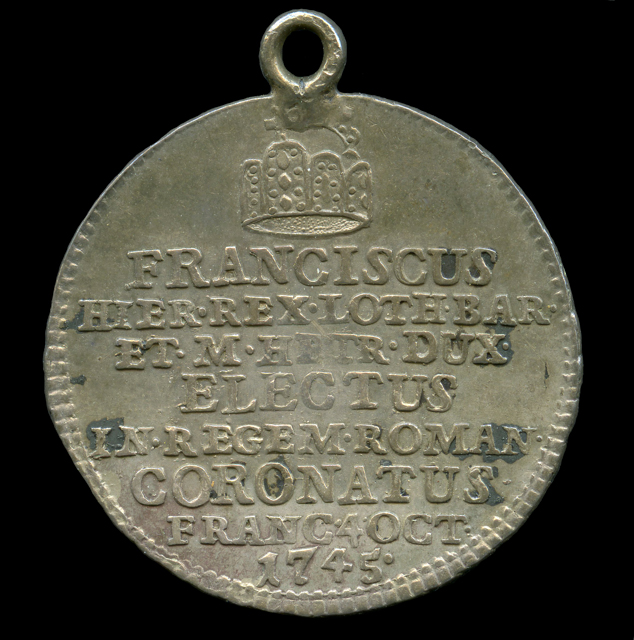 FRANCISCUS
HIER·REX·LOTH·BAR·
ET·M·HETR·DUX·
ELECTUS
IN·REGEM·ROMAN·
CORONATUS
FRANC·4·OCT·
1745·